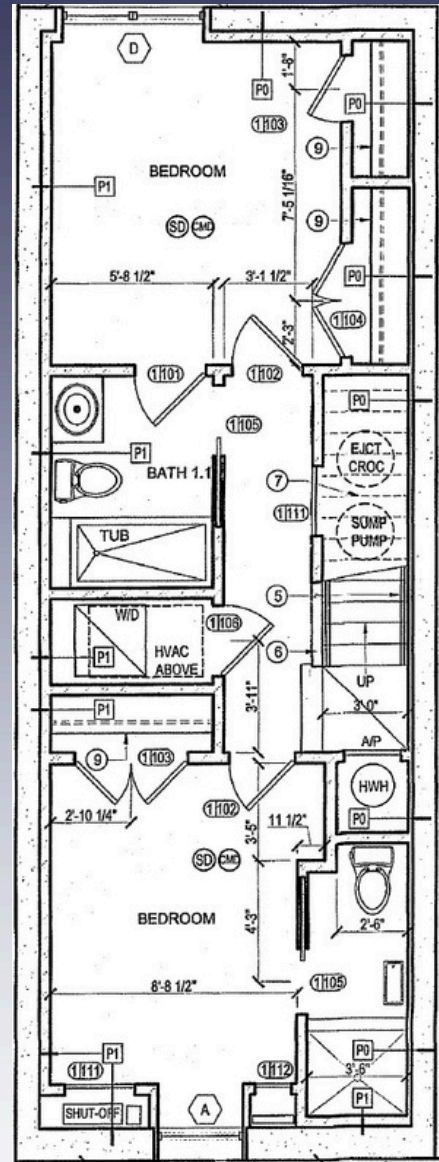 D
P0
1'-8"
P0
1|103
9
BEDROOM
P1
7'-5 1/16"
SD CMD
9
P0
5'-8 1/2"
3'-1 1/2"
2'-3"
1|104
1|101
1|102
P0
1|105
P1
EJCT
CROC
BATH 1.1
7
1|111
SUMP
PUMP
TUB
5
W/D
1|106
HVAC
ABOVE
6
P1
UP
3'-11"
3'-0"
P1
A/P
9
1|103
1|102
HWH
2'-10 1/4"
11 1/2"
P0
3'-5"
SD CMD
BEDROOM
2'-6"
4'-3"
8'-8 1/2"
1|105
P1
P0
1|111
1|112
3'-6"
P1
SHUT-OFF
A